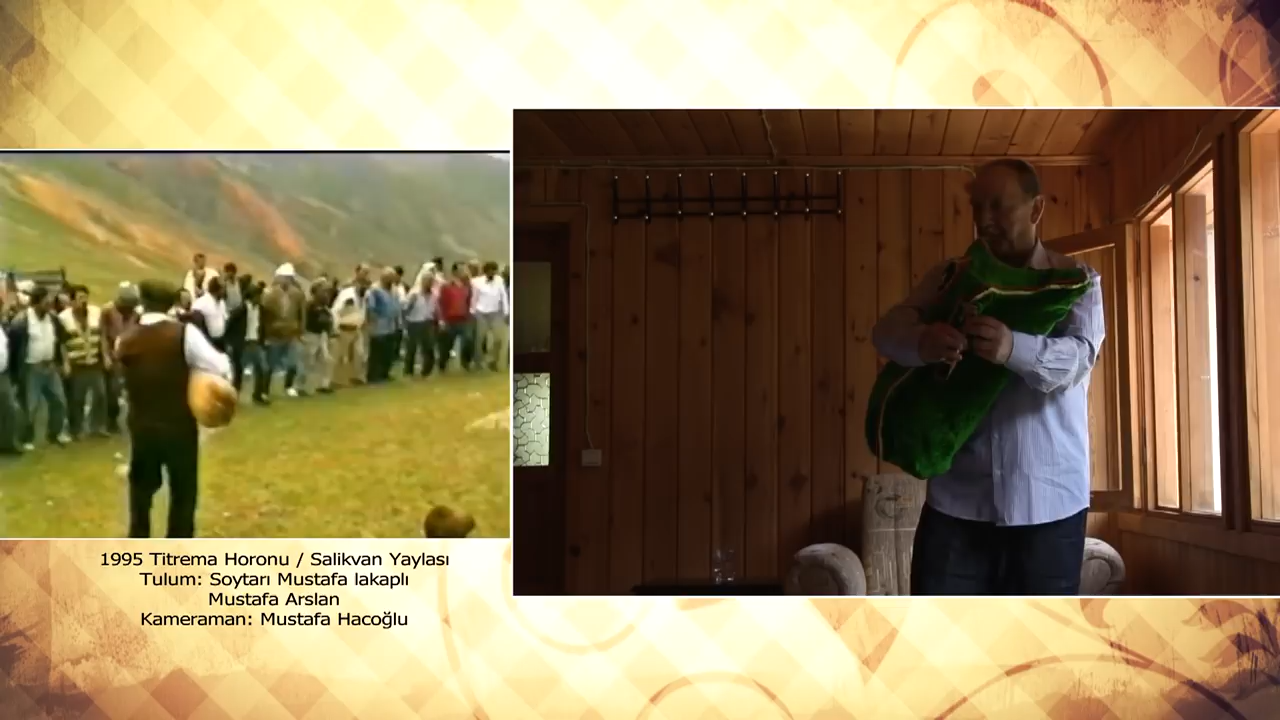 1995 Titrema Horonu / Salikvan Yaylası
Tulum: Soytarı Mustafa lakaplı
Mustafa Arslan
Kameraman: Mustafa Hacoğlu